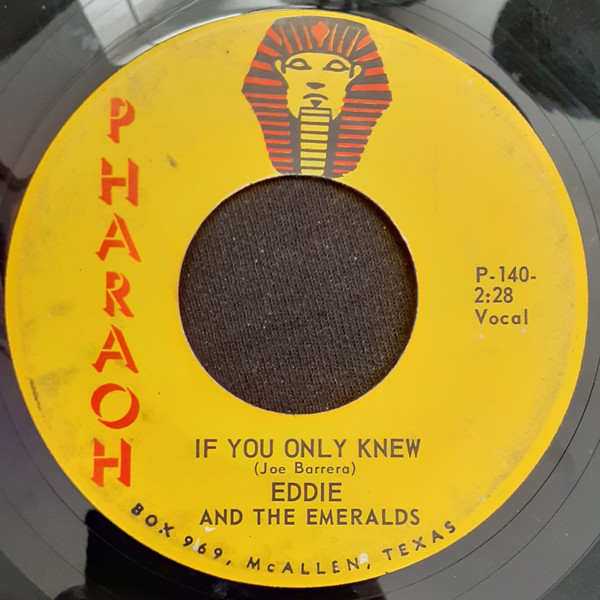 PHARAOH
P-140-
2:28
Vocal
IF YOU ONLY KNEW
(Joe Barrera)
EDDIE
AND THE EMERALDS
BOX 969, McALLEN, TEXAS